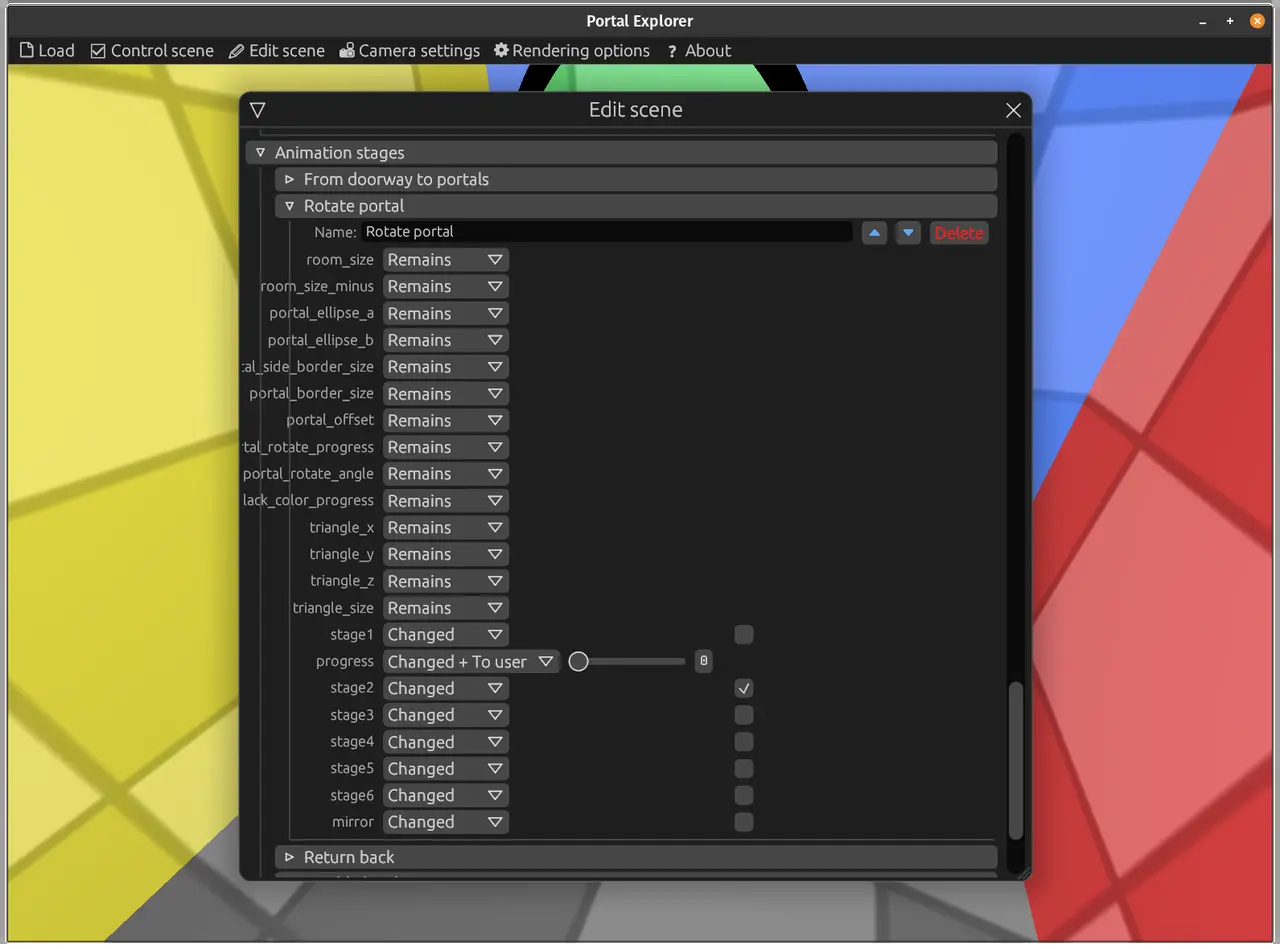 Portal Explorer
Load Control scene Edit scene Camera settings Rendering options ? About
Edit scene
Animation stages
From doorway to portals
Rotate portal
Name: Rotate portal Delete
room_size Remains
room_size_minus Remains
portal_ellipse_a Remains
portal_ellipse_b Remains
al_side_border_size Remains
portal_border_size Remains
portal_offset Remains
tal_rotate_progress Remains
portal_rotate_angle Remains
lack_color_progress Remains
triangle_x Remains
triangle_y Remains
triangle_z Remains
triangle_size Remains
stage1 Changed
progress Changed + To user 0
stage2 Changed
stage3 Changed
stage4 Changed
stage5 Changed
stage6 Changed
mirror Changed
Return back